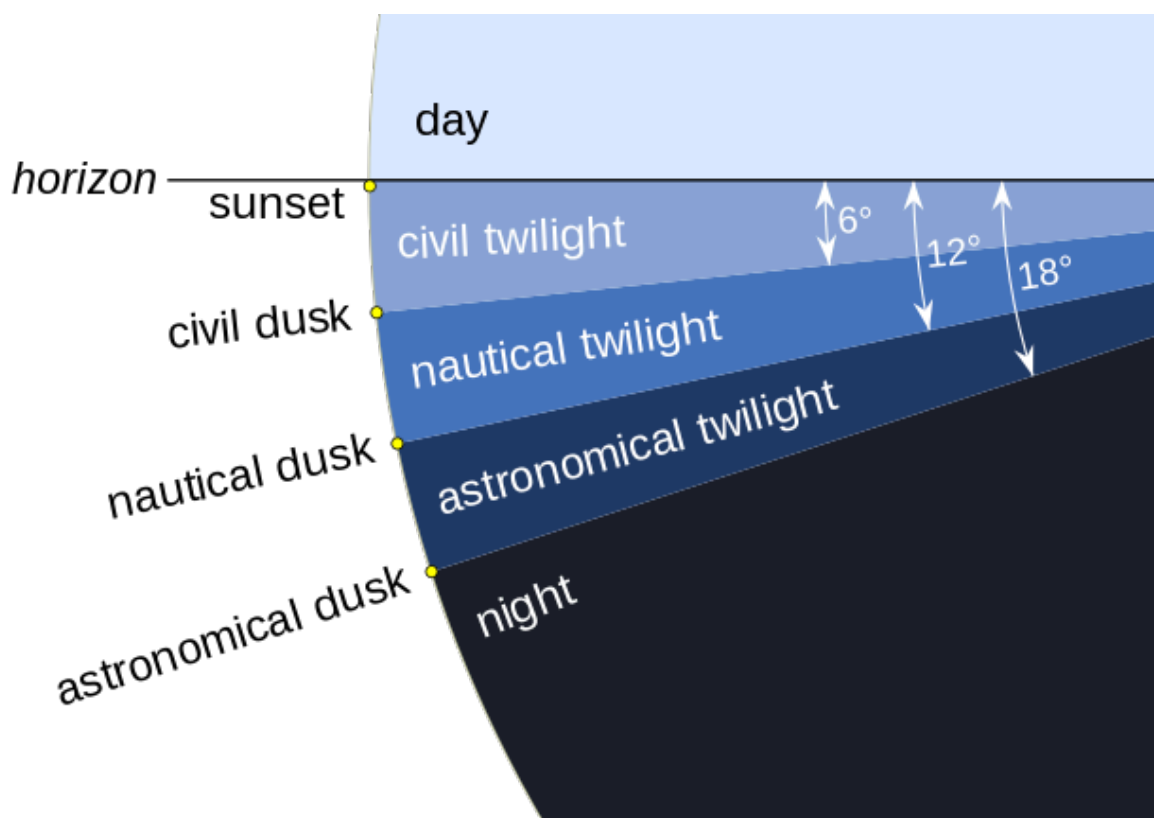 day
horizon
sunset
civil twilight
6°
12°
18°
civil dusk
nautical twilight
nautical dusk
astronomical twilight
astronomical dusk
night